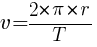 v = (2 * π * r) / T